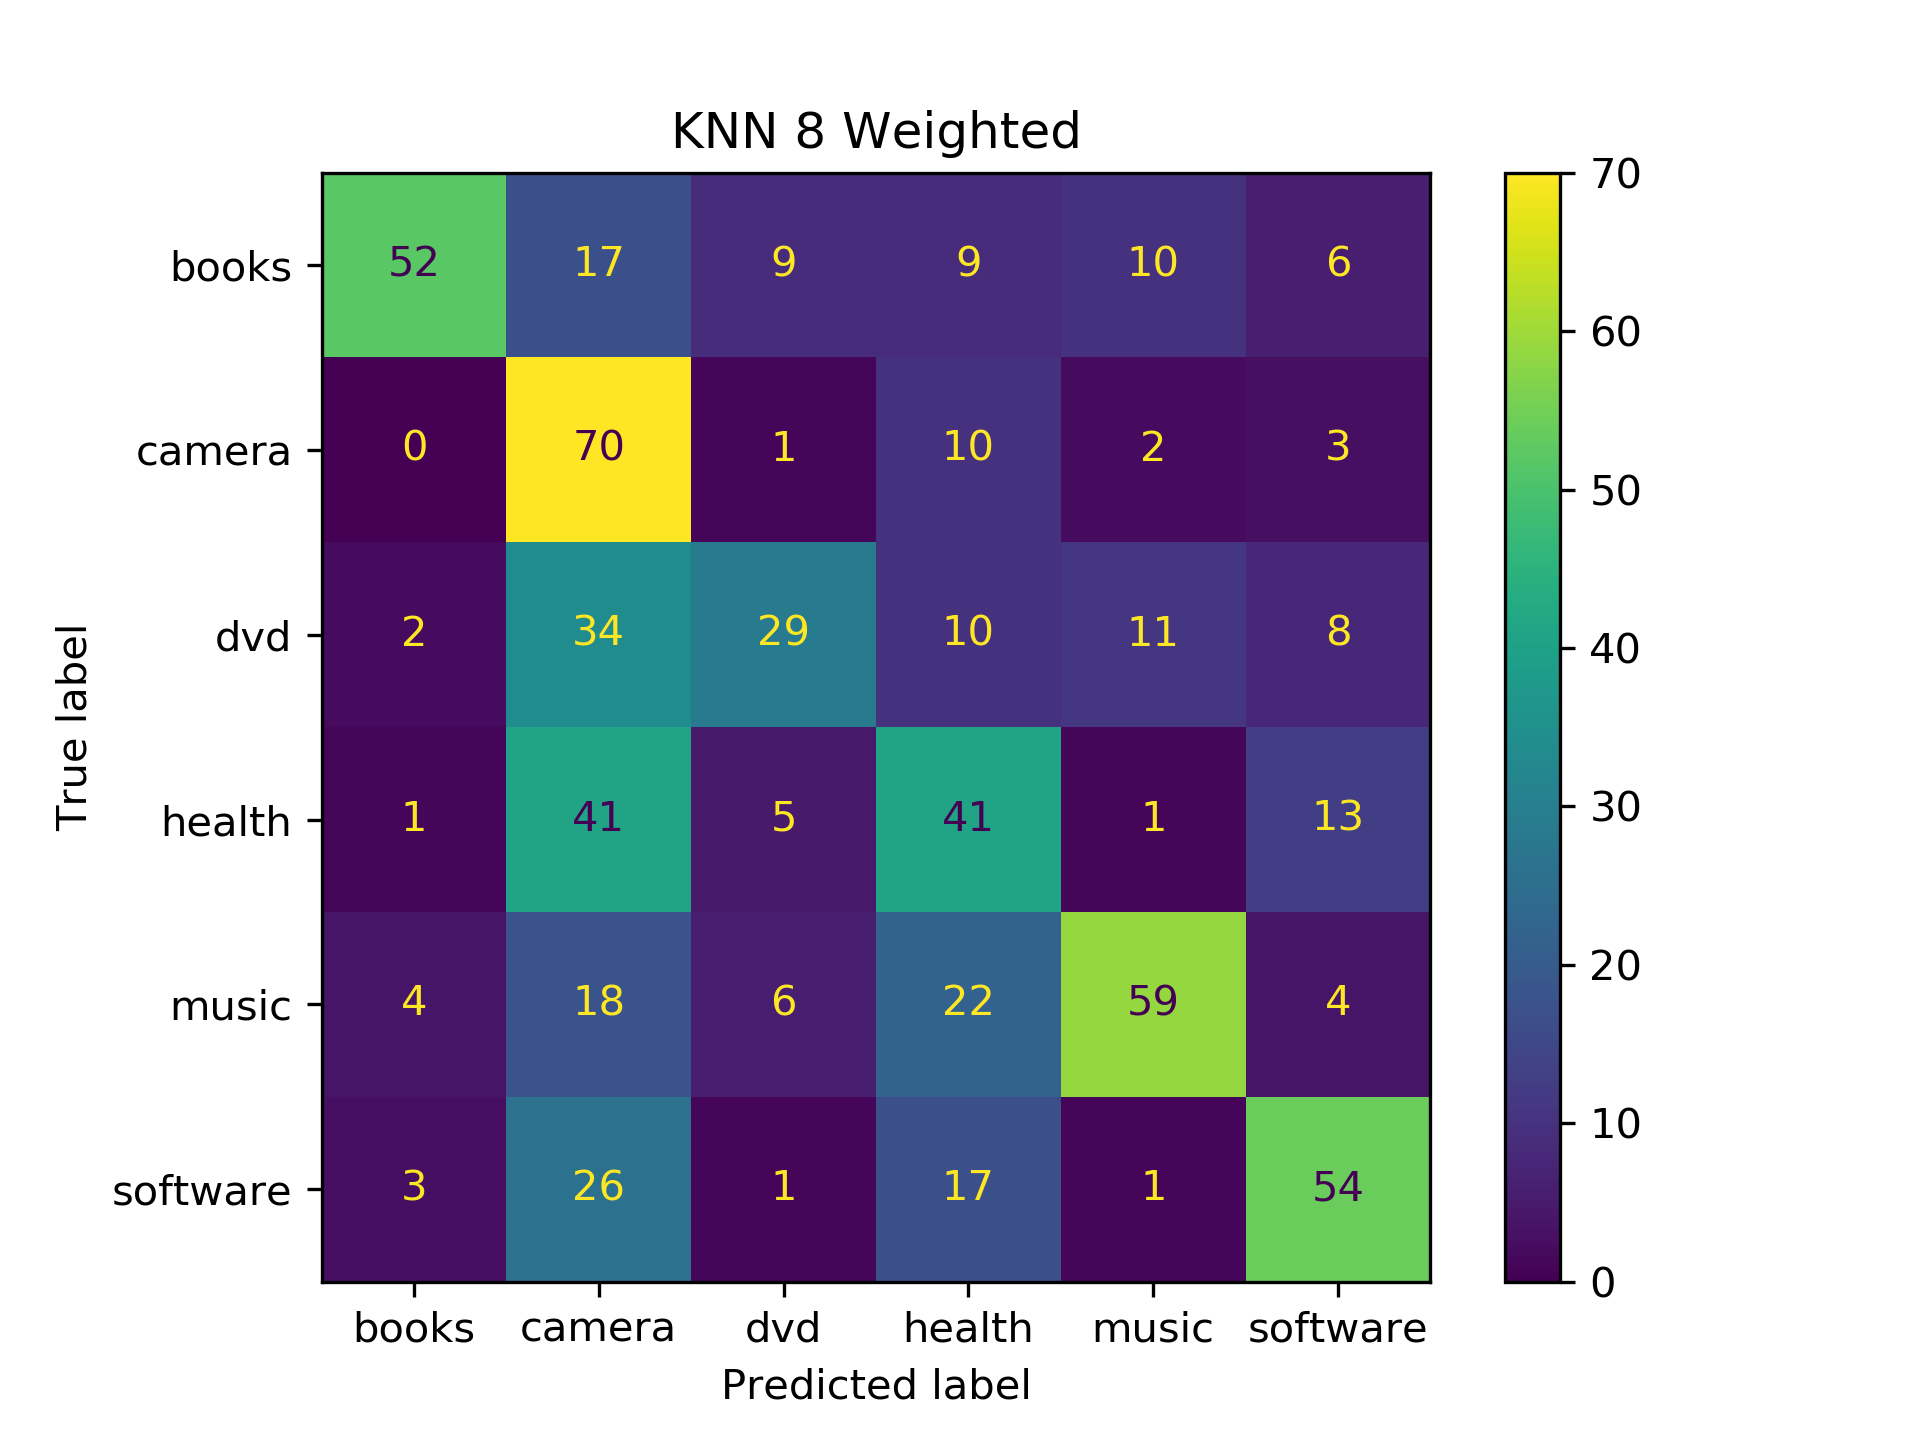 KNN 8 Weighted
True label
books 52 17 9 9 10 6
camera 0 70 1 10 2 3
dvd 2 34 29 10 11 8
health 1 41 5 41 1 13
music 4 18 6 22 59 4
software 3 26 1 17 1 54
books camera dvd health music software
Predicted label
70
60
50
40
30
20
10
0